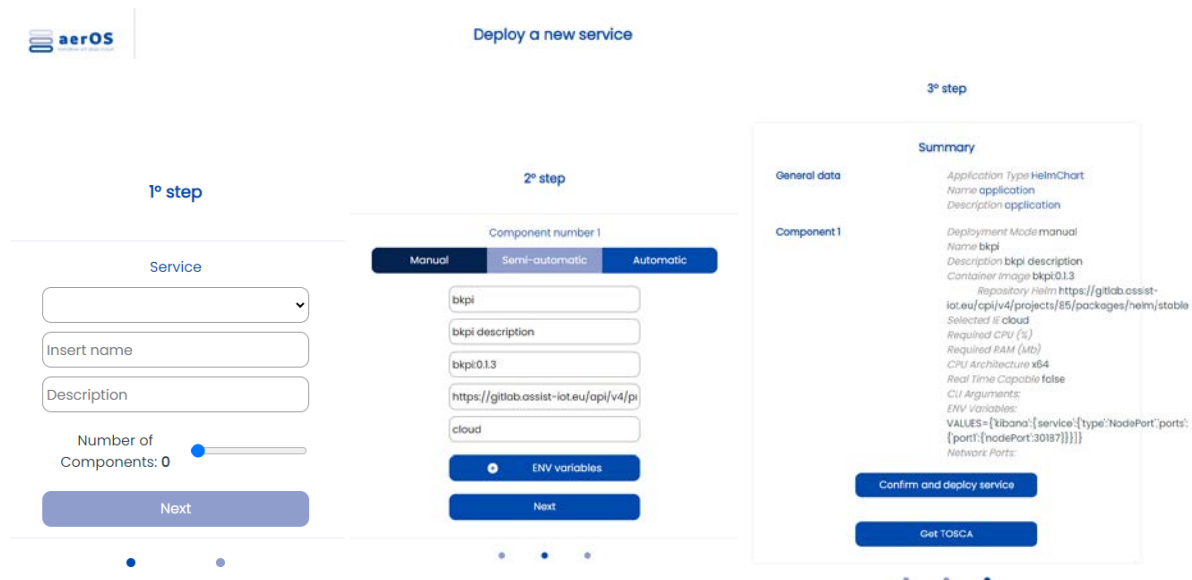 aerOS
Deploy a new service
1º step
Service
Insert name
Description
Number of
Components: 0
Next
2º step
Component number 1
Manual
Semi-automatic
Automatic
bkpi
bkpi description
bkpi:0.1.3
https://gitlab.assist-iot.eu/api/v4/pr
cloud
ENV variables
Next
3º step
Summary
General data
Application Type HelmChart
Name application
Description application
Component 1
Deployment Mode manual
Name bkpi
Description bkpi description
Container Image bkpi:0.1.3
Repository Helm https://gitlab.assist-
iot.eu/api/v4/projects/85/packages/helm/stable
Selected IE cloud
Required CPU (%)
Required RAM (Mb)
CPU Architecture x64
Real Time Capable false
CLI Arguments:
ENV Variables:
VALUES={'kibana':{'service':{'type':'NodePort','ports':
{'port1':{'nodePort':30187}}}}}
Network Ports:
Confirm and deploy service
Get TOSCA